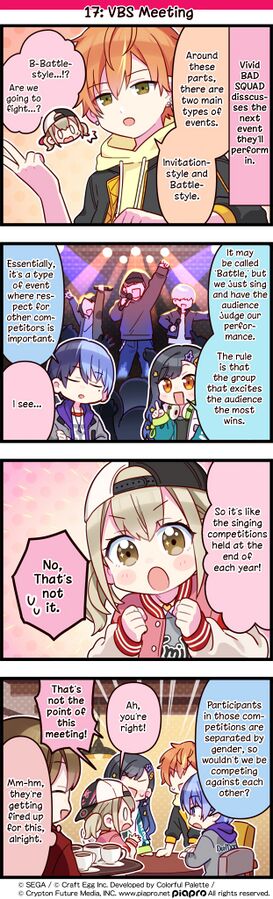 17: VBS Meeting
Vivid
BAD
SQUAD
disscus-
ses the
next
event
they'll
perform
in.
Around
these
parts,
there are
two main
types of
events.
Invitation-
style and
Battle-
style.
B-Battle-
style...!?
Are we
going to
fight...?
It may
be called
'Battle,' but
we just sing
and have the
audience
Judge our
perfor-
mance.
The rule
is that
the group
that excites
the audience
the most
wins.
Essentially,
it's a type
of event
where res-
pect for
other com-
petitors is
important.
I see...
So it's like
the singing
competitions
held at the
end of
each year!
No,
That's
not
it.
Participants
in those com-
petitions are
separated by
gender, so
wouldn't we be
competing
against each
other?
Ah,
you're
right!
That's
not the
point of
this
meeting!
Mm-hm,
they're
getting
fired up
for this,
alright.
© SEGA / © Craft Egg Inc. Developed by Colorful Palette /
© Crypton Future Media, INC. www.piapro.net piapro All rights reserved.